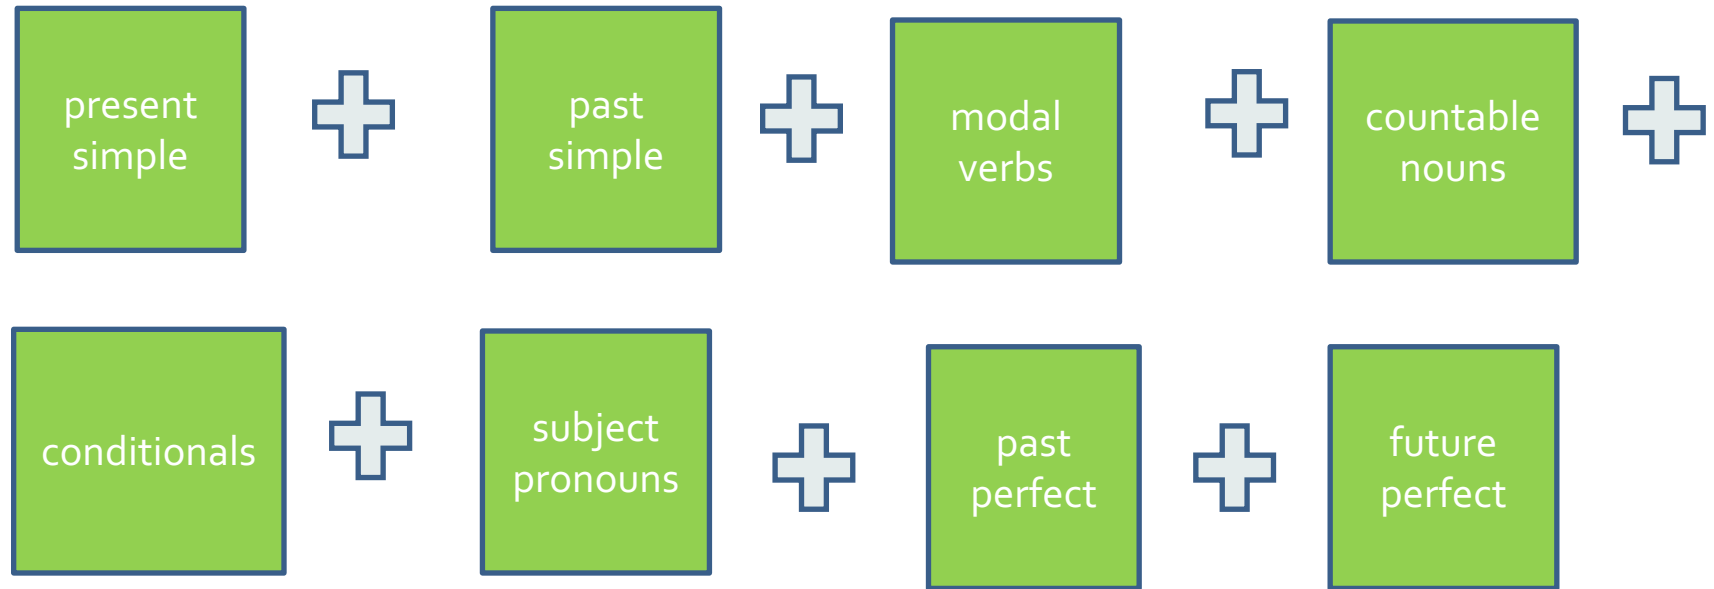 present
simple
past
simple
modal
verbs
countable
nouns
conditionals
subject
pronouns
past
perfect
future
perfect